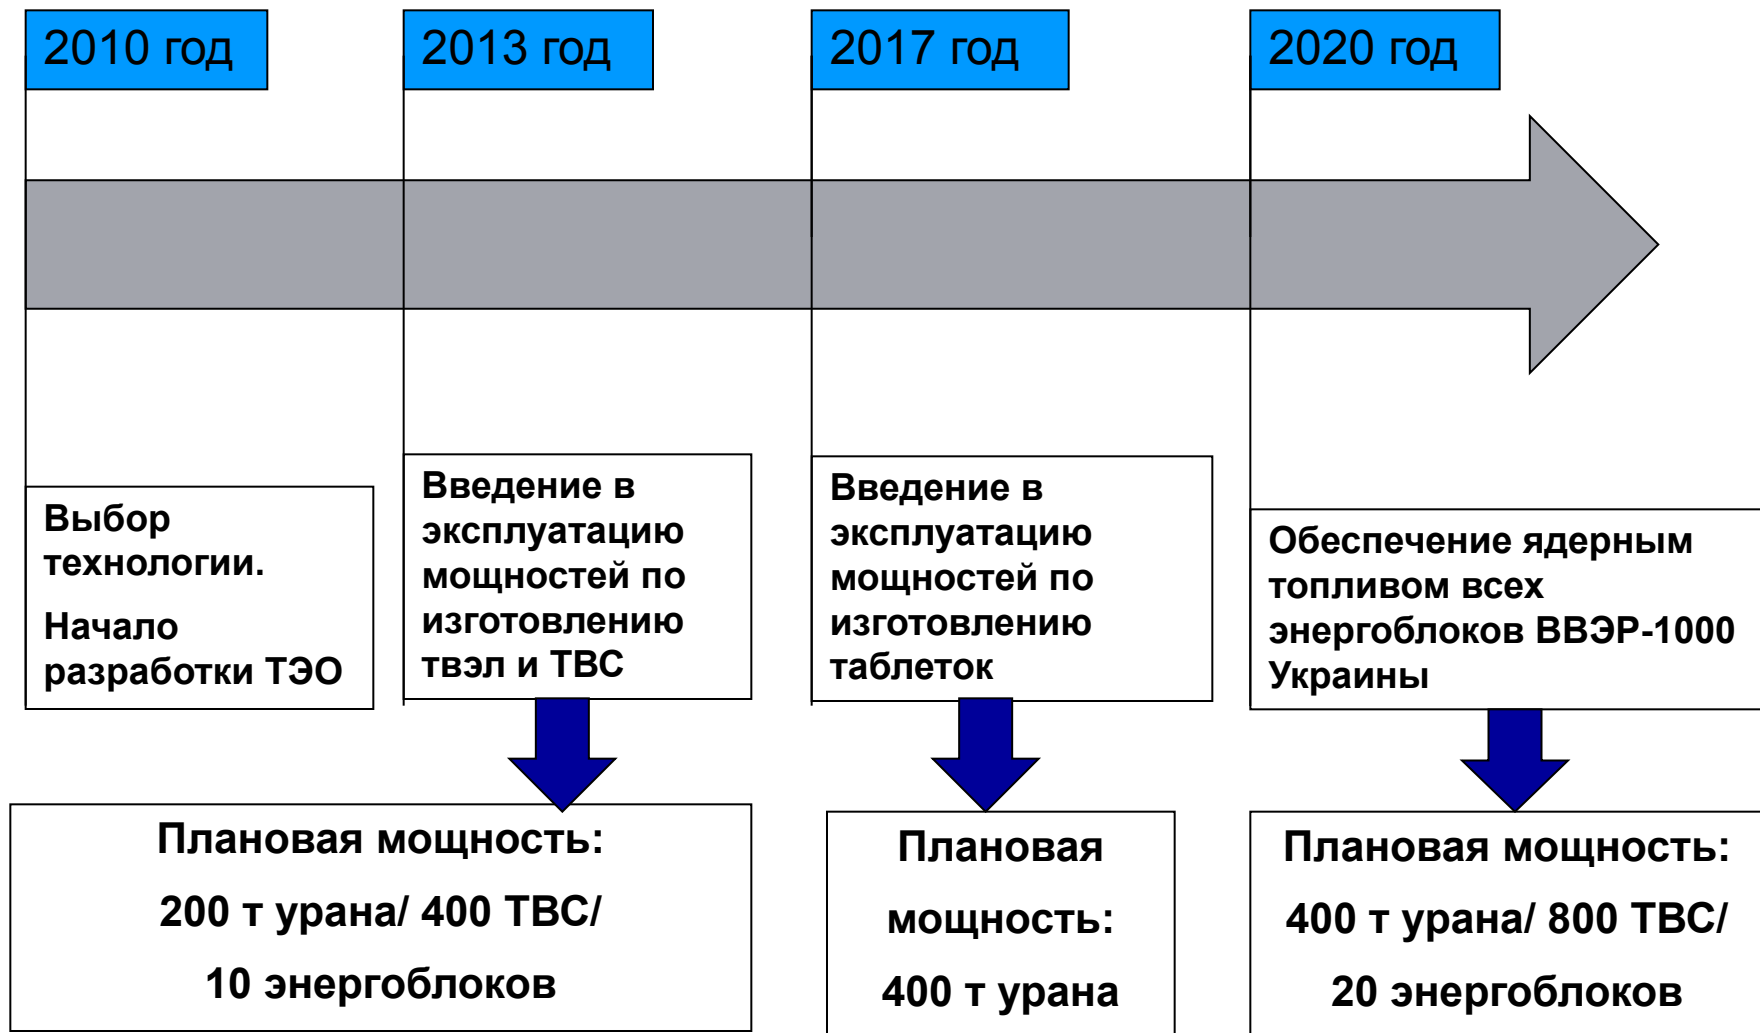 2010 год
2013 год
2017 год
2020 год
Выбор
технологии.
Начало
разработки ТЭО
Введение в
эксплуатацию
мощностей по
изготовлению
твэл и ТВС
Введение в
эксплуатацию
мощностей по
изготовлению
таблеток
Обеспечение ядерным
топливом всех
энергоблоков ВВЭР-1000
Украины
Плановая мощность:
200 т урана/ 400 ТВС/
10 энергоблоков
Плановая
мощность:
400 т урана
Плановая мощность:
400 т урана/ 800 ТВС/
20 энергоблоков